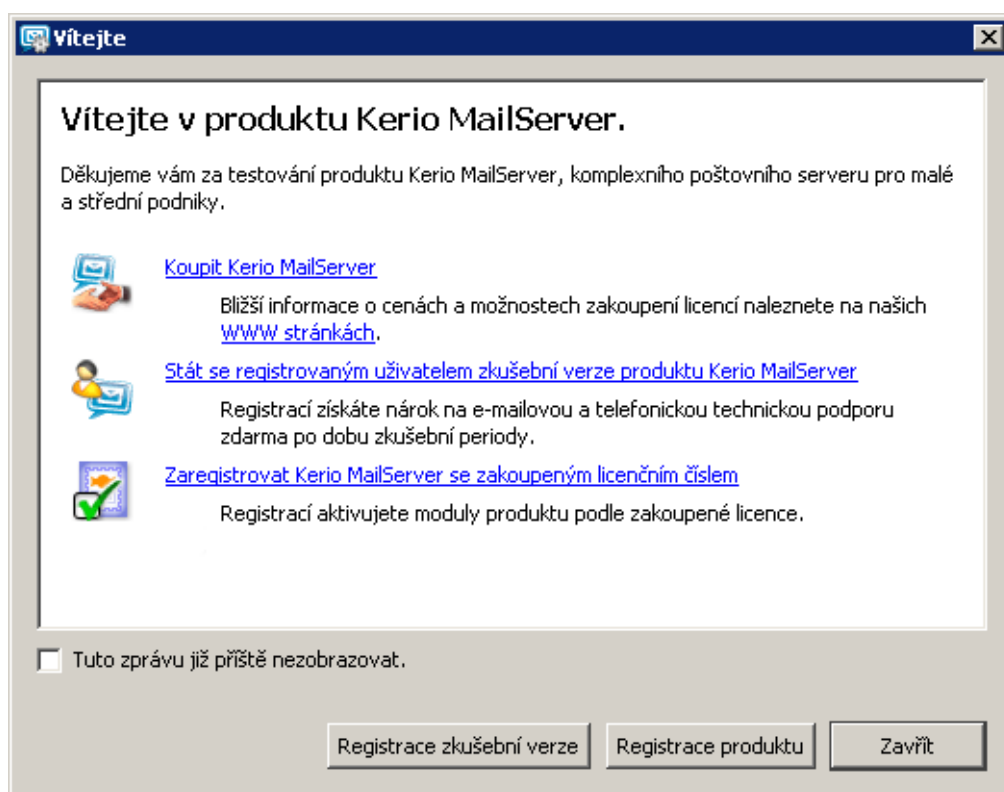 Vítejte
Vítejte v produktu Kerio MailServer.
Děkujeme vám za testování produktu Kerio MailServer, komplexního poštovního serveru pro malé
a střední podniky.
Koupit Kerio MailServer
Bližší informace o cenách a možnostech zakoupení licencí naleznete na našich
WWW stránkách.
Stát se registrovaným uživatelem zkušební verze produktu Kerio MailServer
Registrací získáte nárok na e-mailovou a telefonickou technickou podporu
zdarma po dobu zkušební periody.
Zaregistrovat Kerio MailServer se zakoupeným licenčním číslem
Registrací aktivujete moduly produktu podle zakoupené licence.
Tuto zprávu již příště nezobrazovat.
Registrace zkušební verze Registrace produktu Zavřít